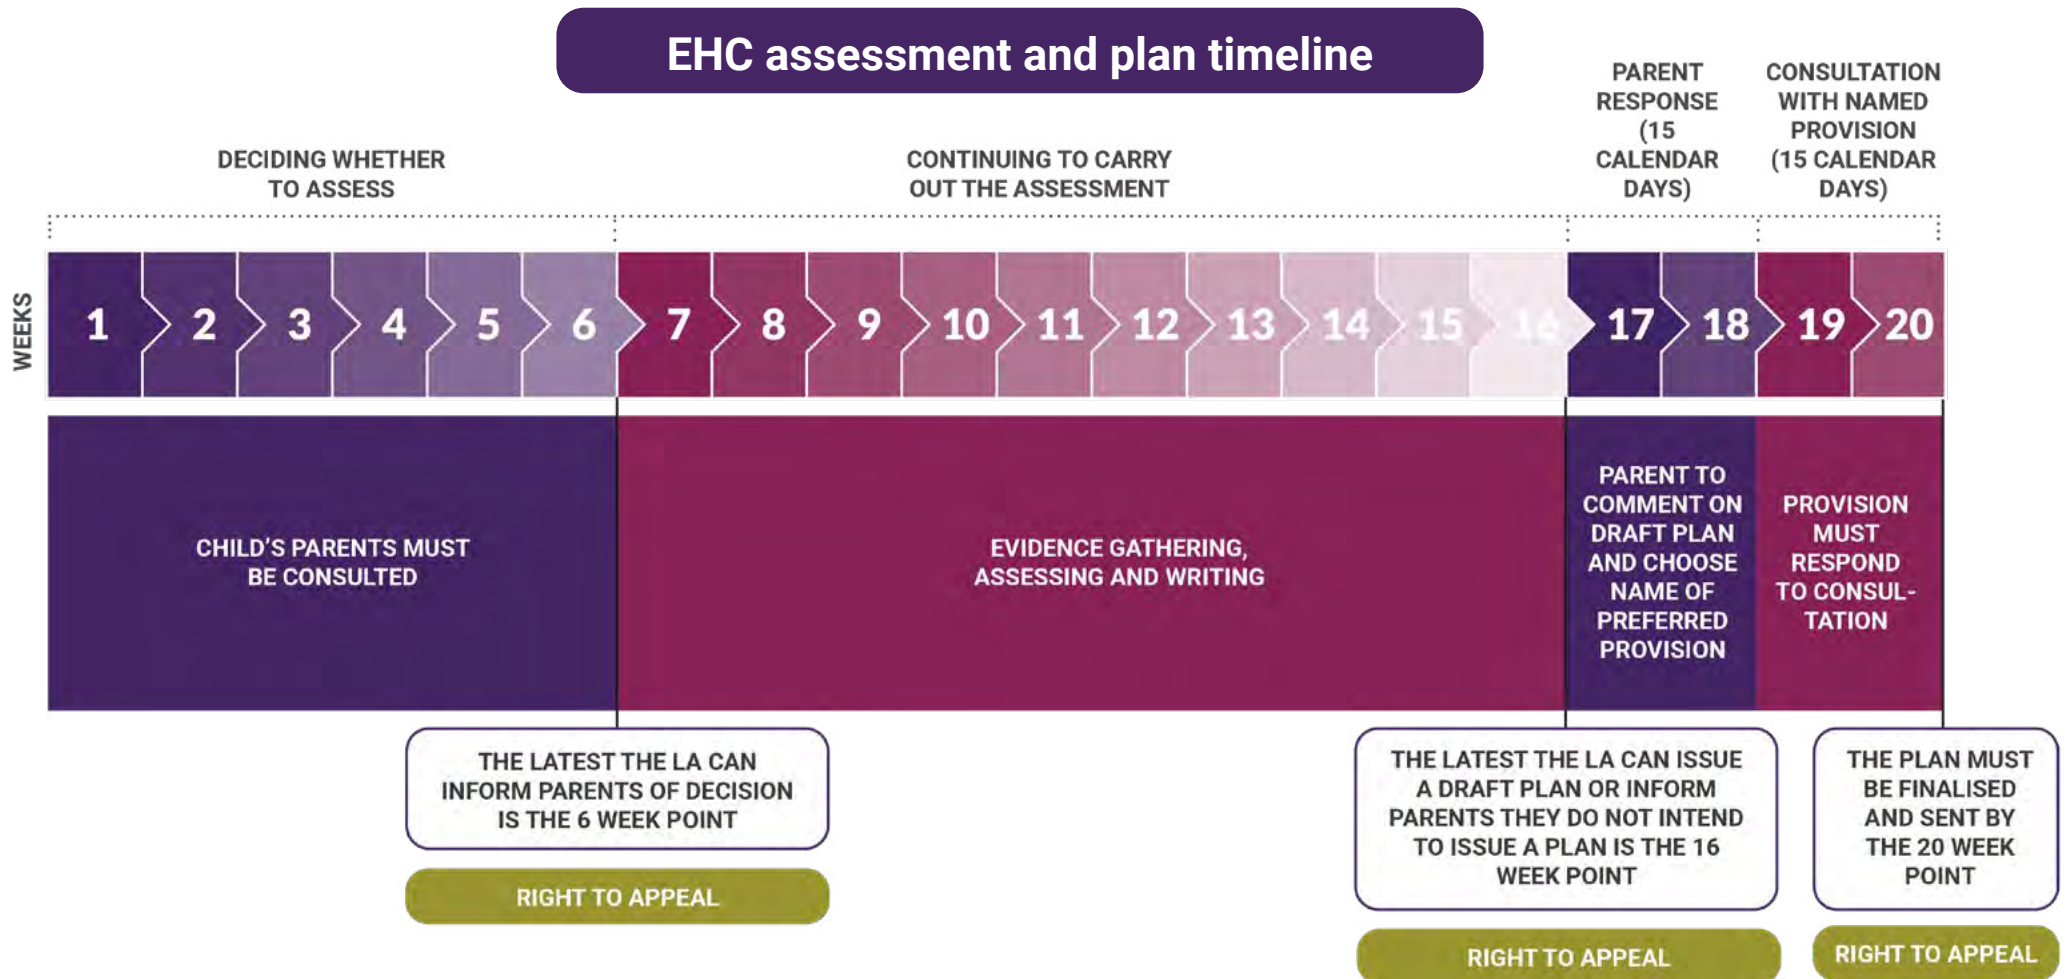 EHC assessment and plan timeline
DECIDING WHETHER
TO ASSESS
CONTINUING TO CARRY
OUT THE ASSESSMENT
PARENT
RESPONSE
(15
CALENDAR
DAYS)
CONSULTATION
WITH NAMED
PROVISION
(15 CALENDAR
DAYS)
WEEKS
1 2 3 4 5 6 7 8 9 10 11 12 13 14 15 16 17 18 19 20
CHILD'S PARENTS MUST
BE CONSULTED
EVIDENCE GATHERING,
ASSESSING AND WRITING
PARENT TO
COMMENT ON
DRAFT PLAN
AND CHOOSE
NAME OF
PREFERRED
PROVISION
PROVISION
MUST
RESPOND
TO CONSUL-
TATION
THE LATEST THE LA CAN
INFORM PARENTS OF DECISION
IS THE 6 WEEK POINT
RIGHT TO APPEAL
THE LATEST THE LA CAN ISSUE
A DRAFT PLAN OR INFORM
PARENTS THEY DO NOT INTEND
TO ISSUE A PLAN IS THE 16
WEEK POINT
RIGHT TO APPEAL
THE PLAN MUST
BE FINALISED
AND SENT BY
THE 20 WEEK
POINT
RIGHT TO APPEAL